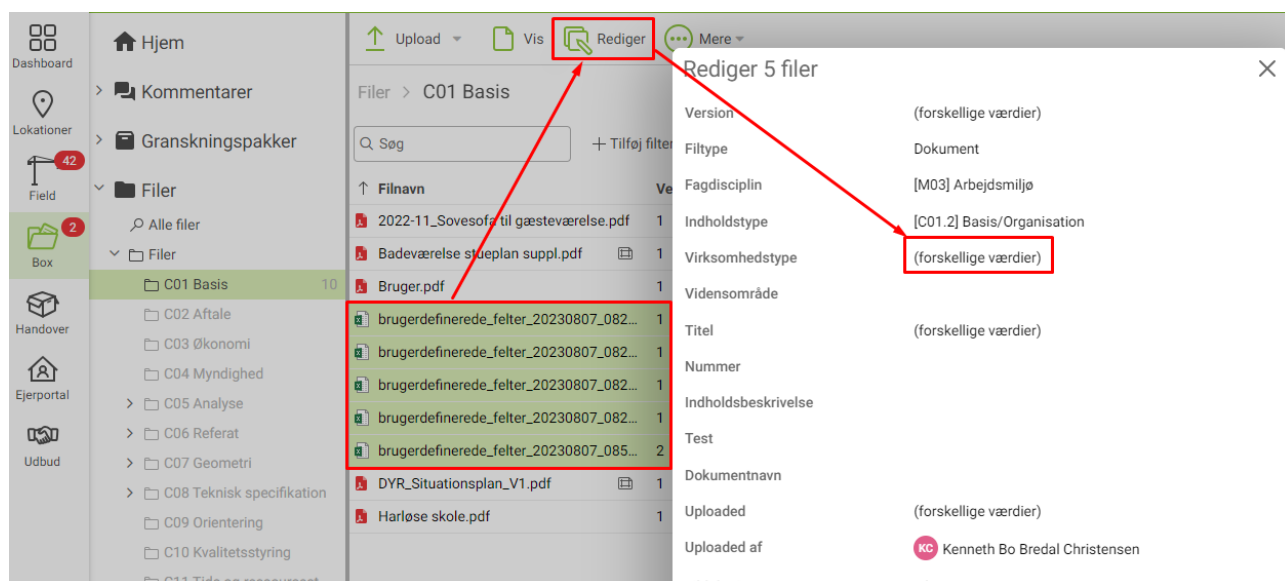 Dashboard
Lokationer
42
Field
2
Box
Handover
Ejerportal
Udbud
Hjem
Kommentarer
Granskningspakker
Filer
Alle filer
Filer
C01 Basis 10
C02 Aftale
C03 Økonomi
C04 Myndighed
C05 Analyse
C06 Referat
C07 Geometri
C08 Teknisk specifikation
C09 Orientering
C10 Kvalitetsstyring
Upload Vis Rediger Mere
Filer > C01 Basis
Søg + Tilføj filter
Filnavn Ve
2022-11_Sovesofa til gæsteværelse.pdf 1
Badeværelse stueplan suppl.pdf 1
Bruger.pdf 1
brugerdefinerede_felter_20230807_082... 1
brugerdefinerede_felter_20230807_082... 1
brugerdefinerede_felter_20230807_082... 1
brugerdefinerede_felter_20230807_082... 1
brugerdefinerede_felter_20230807_085... 2
DYR_Situationsplan_V1.pdf 1
Harløse skole.pdf 1
Rediger 5 filer
Version (forskellige værdier)
Filtype Dokument
Fagdisciplin [M03] Arbejdsmiljø
Indholdstype [C01.2] Basis/Organisation
Virksomhedstype (forskellige værdier)
Vidensområde
Titel (forskellige værdier)
Nummer
Indholdsbeskrivelse
Test
Dokumentnavn
Uploaded (forskellige værdier)
Uploaded af KC Kenneth Bo Bredal Christensen